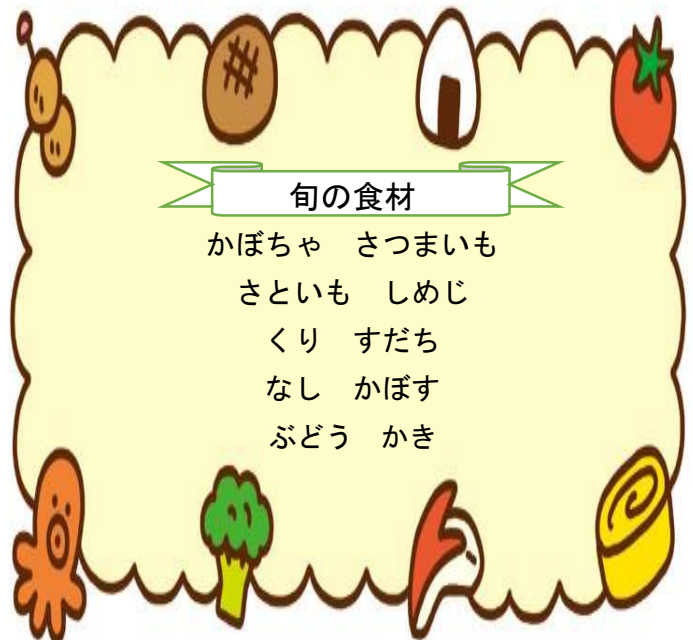 旬の食材
かぼちゃ　さつまいも
さといも　しめじ
くり　すだち
なし　かぼす
ぶどう　かき